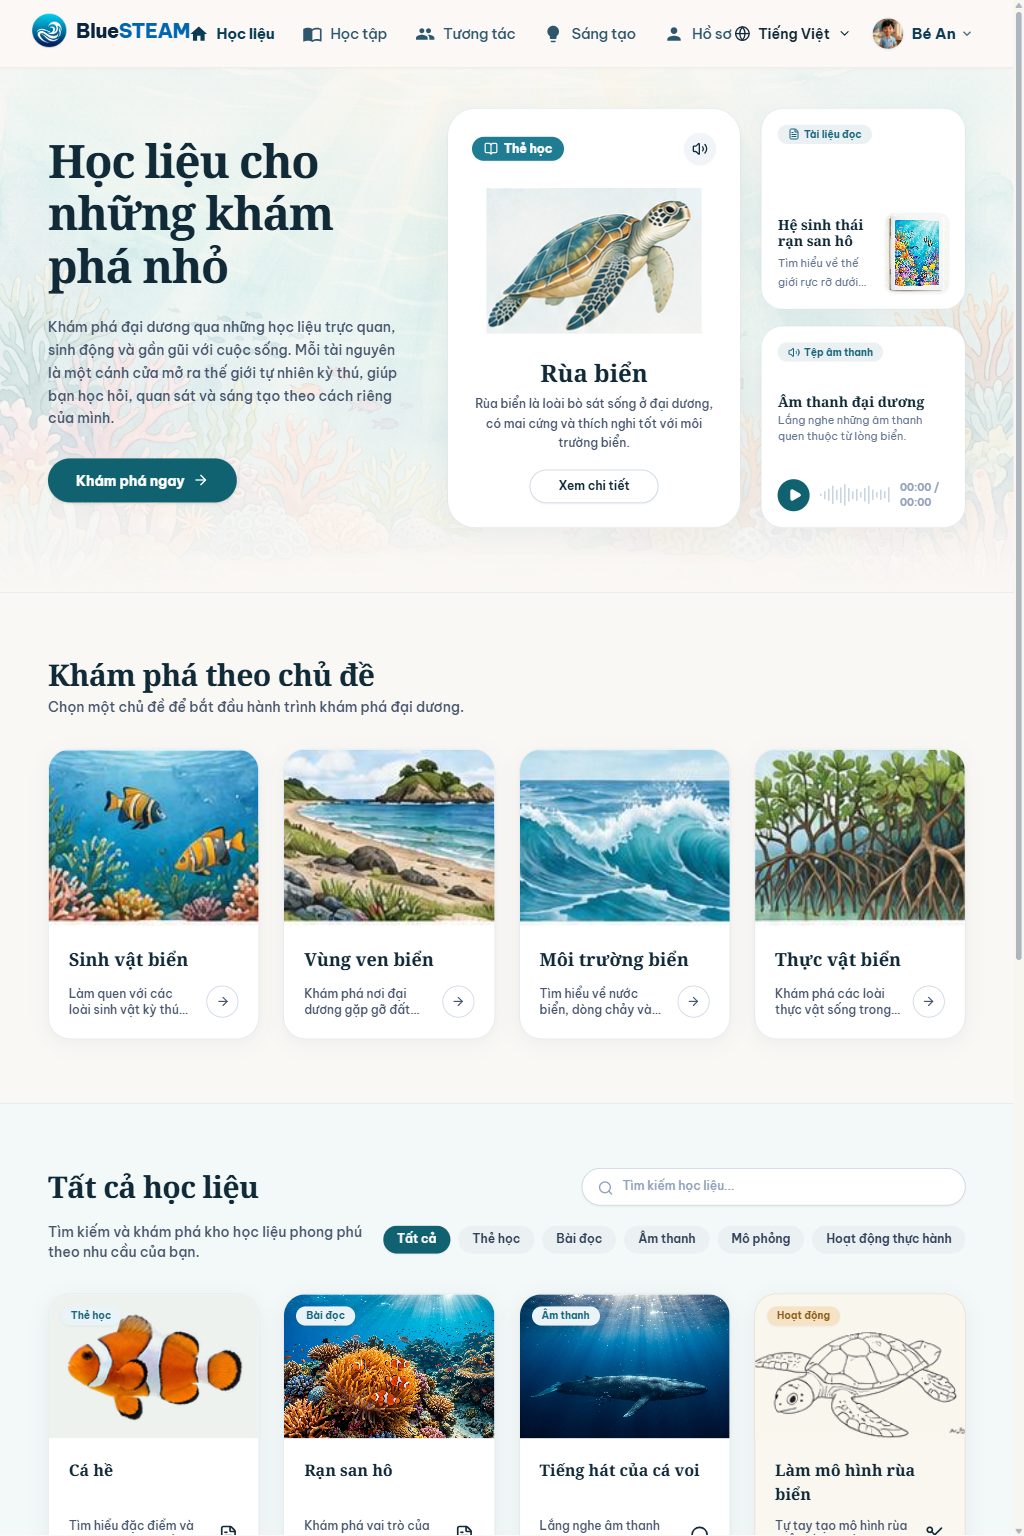 BlueSTEAM
Học liệu
Học tập
Tương tác
Sáng tạo
Hồ sơ
Tiếng Việt
Bé An
Học liệu cho
những khám
phá nhỏ
Khám phá đại dương qua những học liệu trực quan,
sinh động và gần gũi với cuộc sống. Mỗi tài nguyên
là một cánh cửa mở ra thế giới tự nhiên kỳ thú, giúp
bạn học hỏi, quan sát và sáng tạo theo cách riêng
của mình.
Khám phá ngay
Thẻ học
Rùa biển
Rùa biển là loài bò sát sống ở đại dương,
có mai cứng và thích nghi tốt với môi
trường biển.
Xem chi tiết
Tài liệu đọc
Hệ sinh thái
rạn san hô
Tìm hiểu về thế
giới rực rỡ dưới...
Tệp âm thanh
Âm thanh đại dương
Lắng nghe những âm thanh
quen thuộc từ lòng biển.
00:00 /
00:00
Khám phá theo chủ đề
Chọn một chủ đề để bắt đầu hành trình khám phá đại dương.
Sinh vật biển
Làm quen với các
loài sinh vật kỳ thú...
Vùng ven biển
Khám phá nơi đại
dương gặp gỡ đất...
Môi trường biển
Tìm hiểu về nước
biển, dòng chảy và...
Thực vật biển
Khám phá các loài
thực vật sống trong...
Tất cả học liệu
Tìm kiếm học liệu...
Tìm kiếm và khám phá kho học liệu phong phú
theo nhu cầu của bạn.
Tất cả
Thẻ học
Bài đọc
Âm thanh
Mô phỏng
Hoạt động thực hành
Thẻ học
Cá hề
Tìm hiểu đặc điểm và
Bài đọc
Rạn san hô
Khám phá vai trò của
Âm thanh
Tiếng hát của cá voi
Lắng nghe âm thanh
Hoạt động
Làm mô hình rùa
biển
Tự tay tạo mô hình rùa